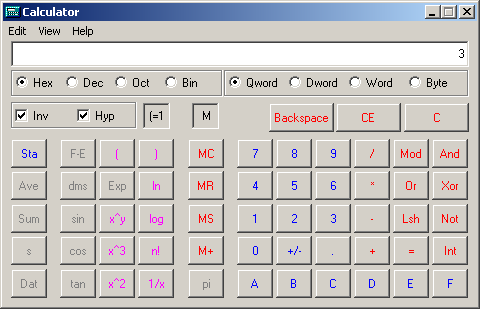 Calculator
Edit View Help
3
Hex Dec Oct Bin Qword Dword Word Byte
Inv Hyp (=1 M Backspace CE C
Sta F-E ( ) MC 7 8 9 / Mod And
Ave dms Exp ln MR 4 5 6 * Or Xor
Sum sin x^y log MS 1 2 3 - Lsh Not
s cos x^3 n! M+ 0 +/- . + = Int
Dat tan x^2 1/x pi A B C D E F